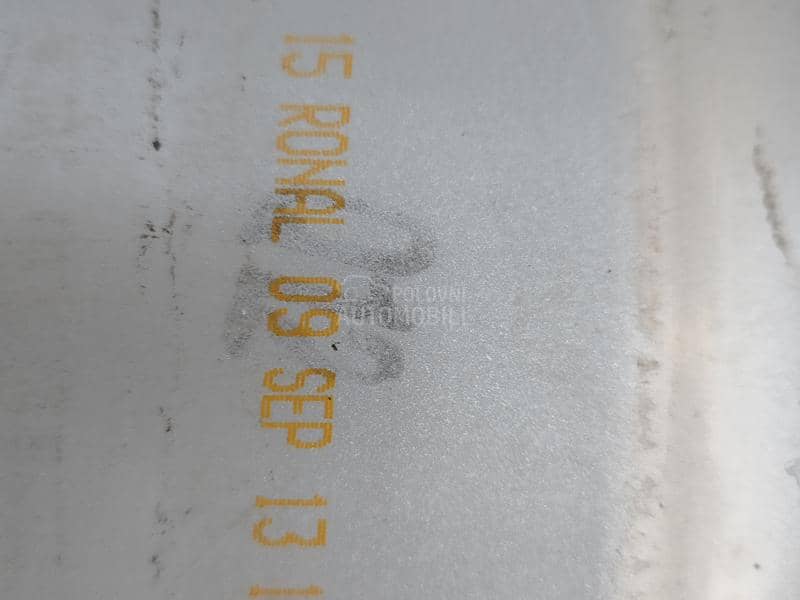 15 RONAL 09 SEP 13
POLOVNI
AUTOMOBILI